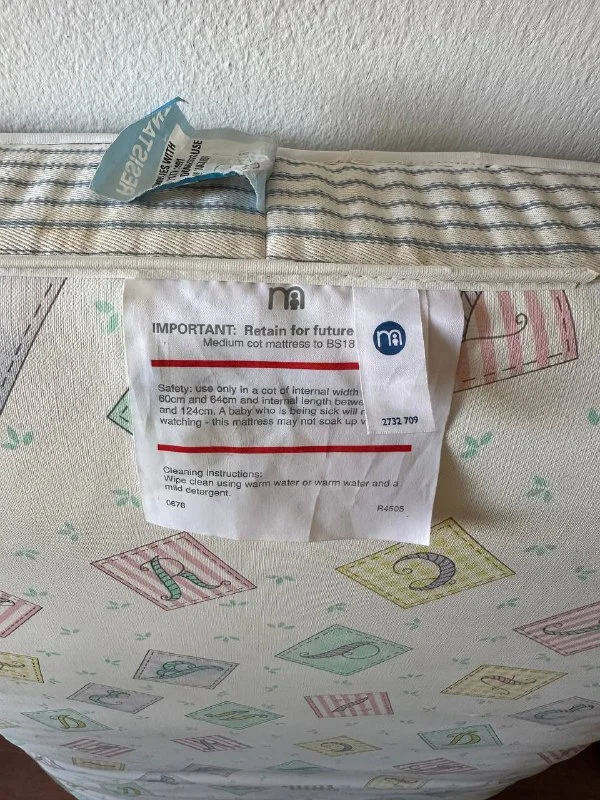 RESISTANT
IMPORTANT: Retain for future
Medium cot mattress to BS18
Safety: use only in a cot of internal width
60cm and 64cm and internal length betwe
and 124cm. A baby who is being sick will
watching - this mattress may not soak up
2732 709
Cleaning instructions:
Wipe clean using warm water or warm water and a
mild detergent.
0678
R4505
R